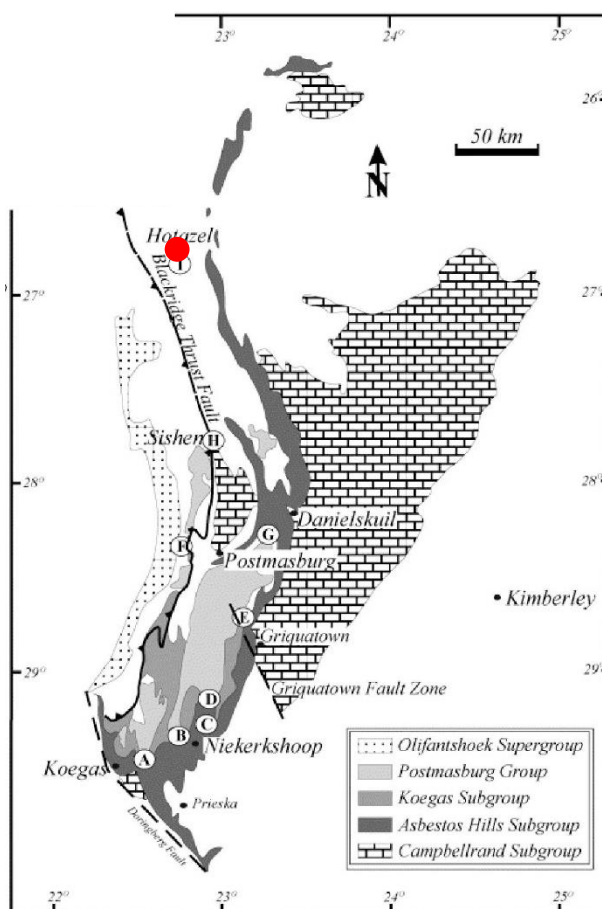 23°
24°
25°
26°
50 km
N
Hotazel
I
27°
27°
Blackridge Thrust Fault
Sishen
H
28°
28°
Danielskuil
G
F
Postmasburg
Kimberley
E
Griquatown
29°
29°
Griquatown Fault Zone
D
C
B
Niekerkshoop
A
Koegas
Prieska
Doringberg Fault
Olifantshoek Supergroup
Postmasburg Group
Koegas Subgroup
Asbestos Hills Subgroup
Campbellrand Subgroup
22°
23°
24°
25°